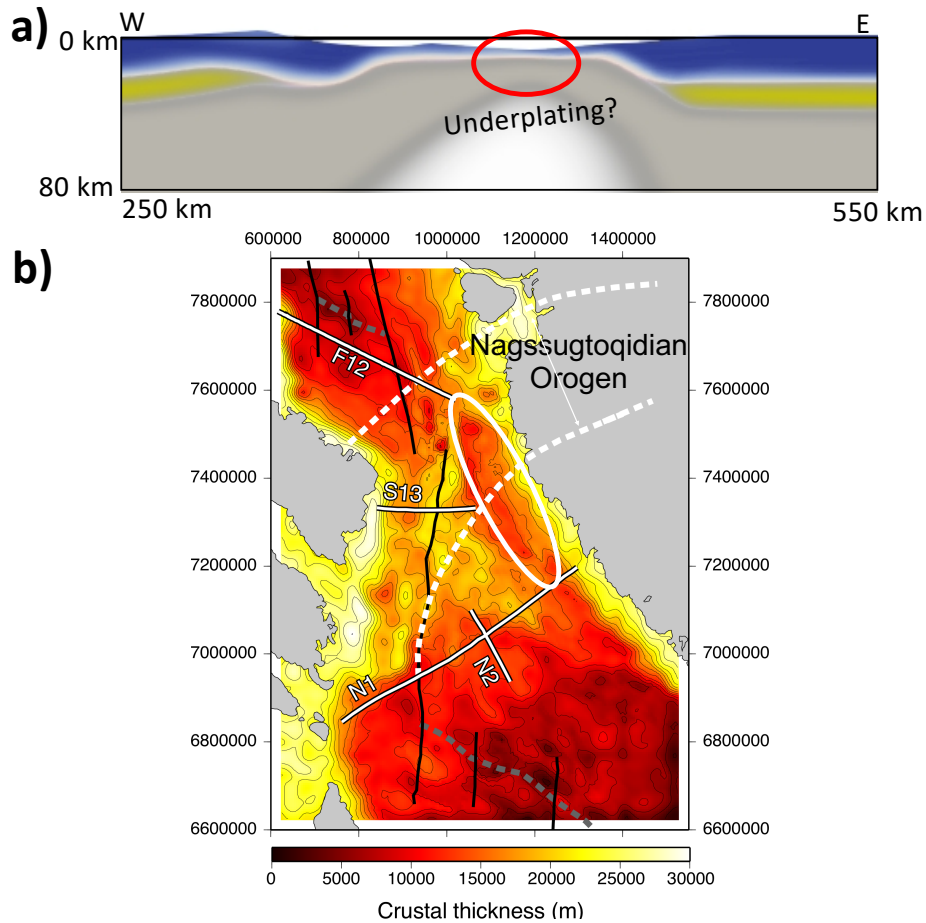 a)
W
E
0 km
Underplating?
80 km
250 km
550 km
b)
600000 800000 1000000 1200000 1400000
7800000
7800000
Nagssugtoqidian
Orogen
F12
7600000
7600000
7400000
7400000
S13
7200000
7200000
7000000
7000000
N1
N2
6800000
6800000
6600000
6600000
0 5000 10000 15000 20000 25000 30000
Crustal thickness (m)